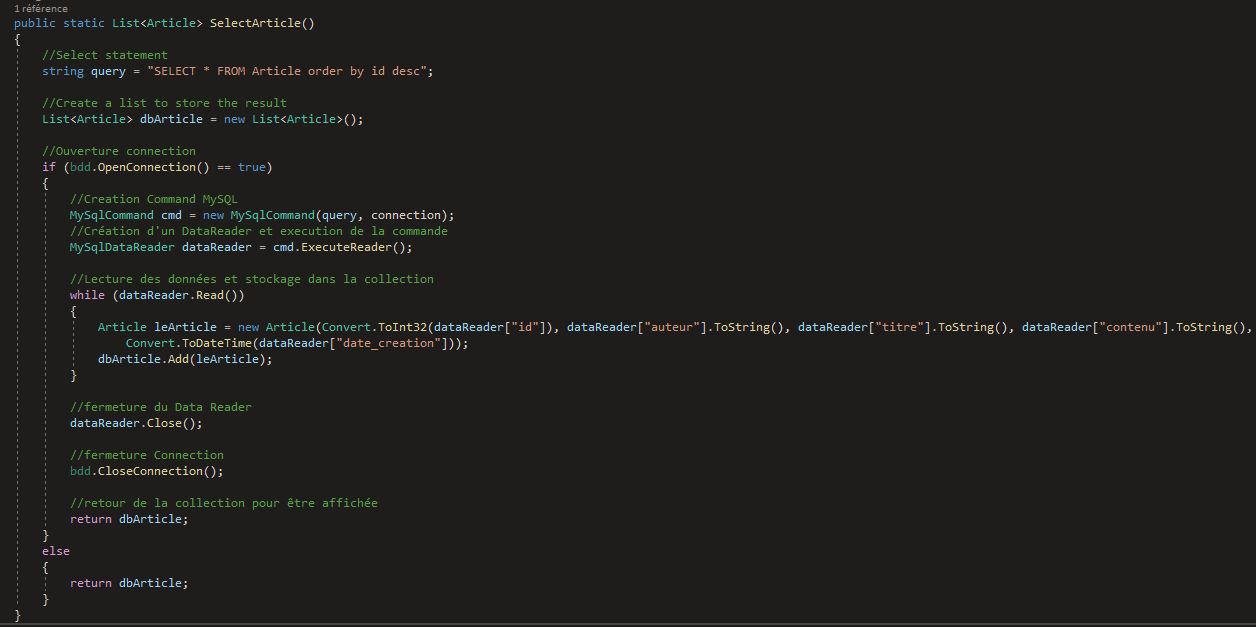 1 référence
public static List<Article> SelectArticle()
{
//Select statement
string query = "SELECT * FROM Article order by id desc";
//Create a list to store the result
List<Article> dbArticle = new List<Article>();
//Ouverture connection
if (bdd.OpenConnection() == true)
{
//Creation Command MySQL
MySqlCommand cmd = new MySqlCommand(query, connection);
//Création d'un DataReader et execution de la commande
MySqlDataReader dataReader = cmd.ExecuteReader();
//Lecture des données et stockage dans la collection
while (dataReader.Read())
{
Article leArticle = new Article(Convert.ToInt32(dataReader["id"]), dataReader["auteur"].ToString(), dataReader["titre"].ToString(), dataReader["contenu"].ToString(),
Convert.ToDateTime(dataReader["date_creation"]));
dbArticle.Add(leArticle);
}
//fermeture du Data Reader
dataReader.Close();
//fermeture Connection
bdd.CloseConnection();
//retour de la collection pour être affichée
return dbArticle;
}
else
{
return dbArticle;
}
}